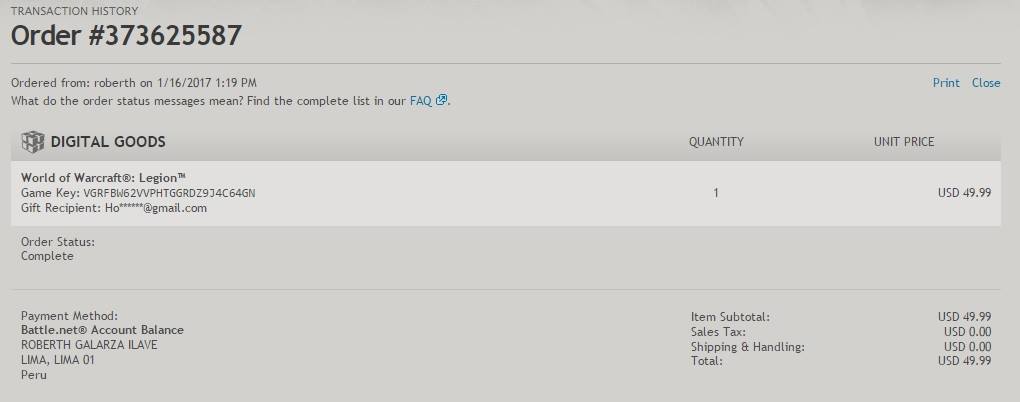 TRANSACTION HISTORY
Order #373625587
Ordered from: roberth on 1/16/2017 1:19 PM
Print Close
What do the order status messages mean? Find the complete list in our FAQ.
DIGITAL GOODS QUANTITY UNIT PRICE
World of Warcraft®: Legion™
Game Key: VGRFBW62VVPHTGGRDZ9J4C64GN 1 USD 49.99
Gift Recipient: Ho******@gmail.com
Order Status:
Complete
Payment Method:
Battle.net® Account Balance
ROBERTH GALARZA ILAVE
LIMA, LIMA 01
Peru
Item Subtotal: USD 49.99
Sales Tax: USD 0.00
Shipping & Handling: USD 0.00
Total: USD 49.99